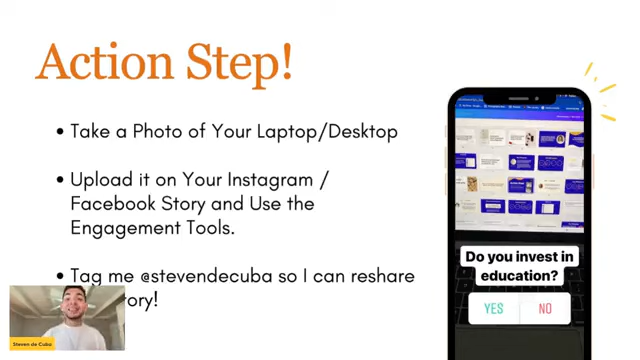 Action Step!
• Take a Photo of Your Laptop/Desktop
• Upload it on Your Instagram /
Facebook Story and Use the
Engagement Tools.
• Tag me @stevendecuba so I can reshare
tory!
Do you invest in
education?
YES NO
Steven de Cuba